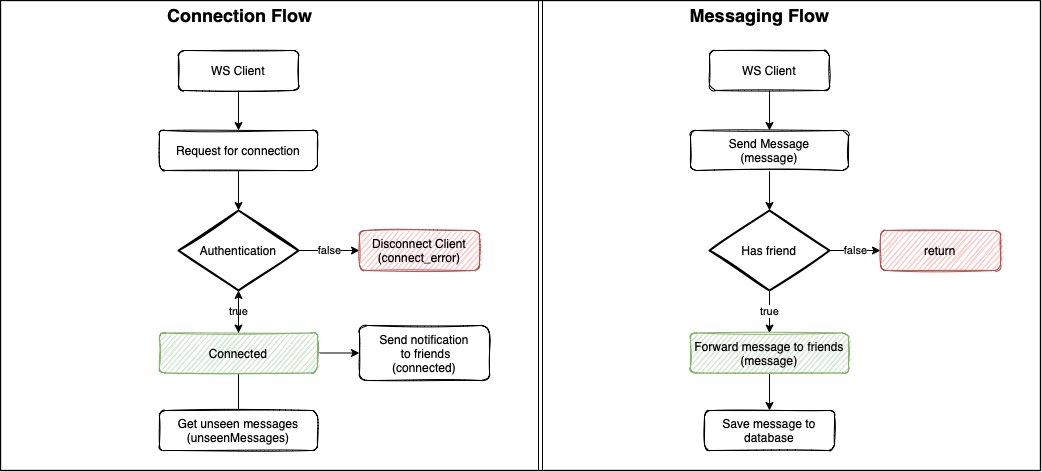 Connection Flow
WS Client
Request for connection
Authentication
false
Disconnect Client
(connect_error)
true
Connected
Send notification
to friends
(connected)
Get unseen messages
(unseenMessages)
Messaging Flow
WS Client
Send Message
(message)
Has friend
false
return
true
Forward message to friends
(message)
Save message to
database